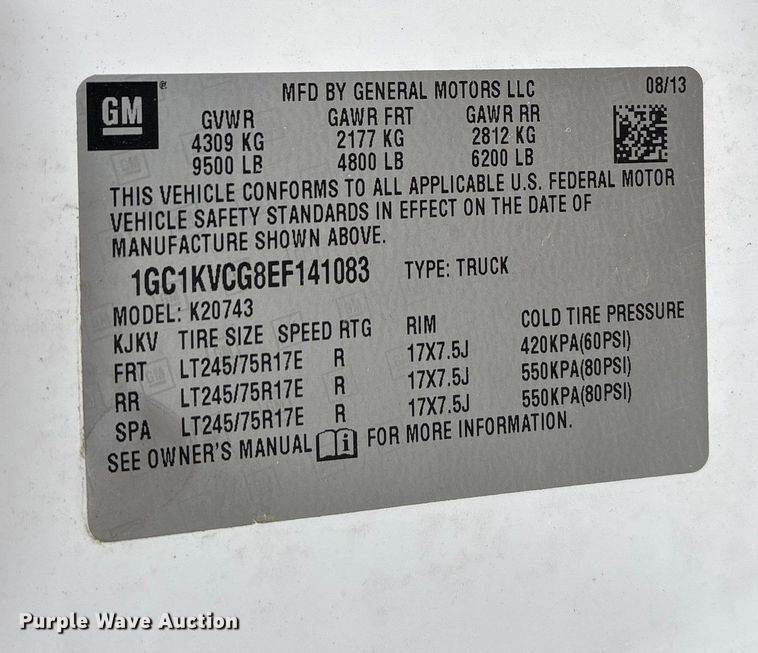 GM ® MFD BY GENERAL MOTORS LLC 08/13
GVWR GAWR FRT GAWR RR
4309 KG 2177 KG 2812 KG
9500 LB 4800 LB 6200 LB
THIS VEHICLE CONFORMS TO ALL APPLICABLE U.S. FEDERAL MOTOR
VEHICLE SAFETY STANDARDS IN EFFECT ON THE DATE OF
MANUFACTURE SHOWN ABOVE.
1GC1KVCG8EF141083 TYPE: TRUCK
MODEL: K20743
KJKV TIRE SIZE SPEED RTG RIM COLD TIRE PRESSURE
FRT LT245/75R17E R 17X7.5J 420KPA(60PSI)
RR LT245/75R17E R 17X7.5J 550KPA(80PSI)
SPA LT245/75R17E R 17X7.5J 550KPA(80PSI)
SEE OWNER'S MANUAL i FOR MORE INFORMATION.
Purple Wave Auction